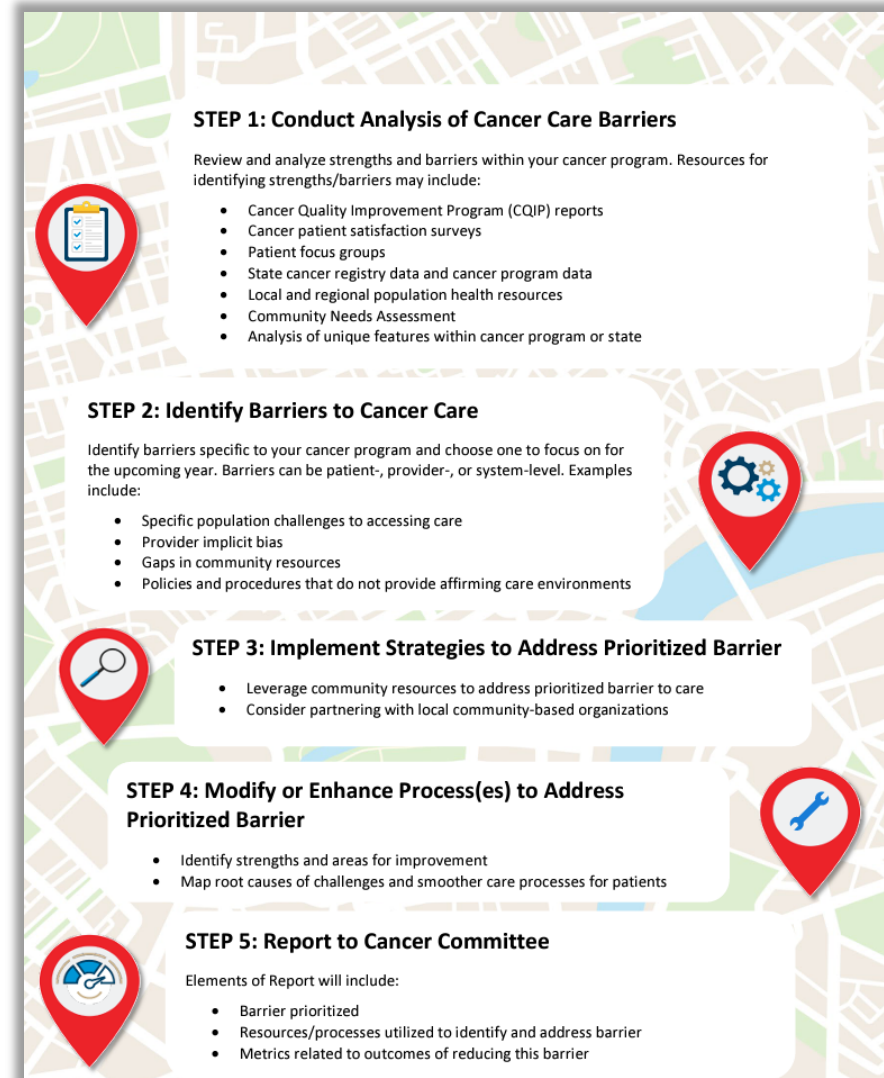 STEP 1: Conduct Analysis of Cancer Care Barriers
Review and analyze strengths and barriers within your cancer program. Resources for
identifying strengths/barriers may include:
• Cancer Quality Improvement Program (CQIP) reports
• Cancer patient satisfaction surveys
• Patient focus groups
• State cancer registry data and cancer program data
• Local and regional population health resources
• Community Needs Assessment
• Analysis of unique features within cancer program or state
STEP 2: Identify Barriers to Cancer Care
Identify barriers specific to your cancer program and choose one to focus on for
the upcoming year. Barriers can be patient-, provider-, or system-level. Examples
include:
• Specific population challenges to accessing care
• Provider implicit bias
• Gaps in community resources
• Policies and procedures that do not provide affirming care environments
STEP 3: Implement Strategies to Address Prioritized Barrier
• Leverage community resources to address prioritized barrier to care
• Consider partnering with local community-based organizations
STEP 4: Modify or Enhance Process(es) to Address
Prioritized Barrier
• Identify strengths and areas for improvement
• Map root causes of challenges and smoother care processes for patients
STEP 5: Report to Cancer Committee
Elements of Report will include:
• Barrier prioritized
• Resources/processes utilized to identify and address barrier
• Metrics related to outcomes of reducing this barrier